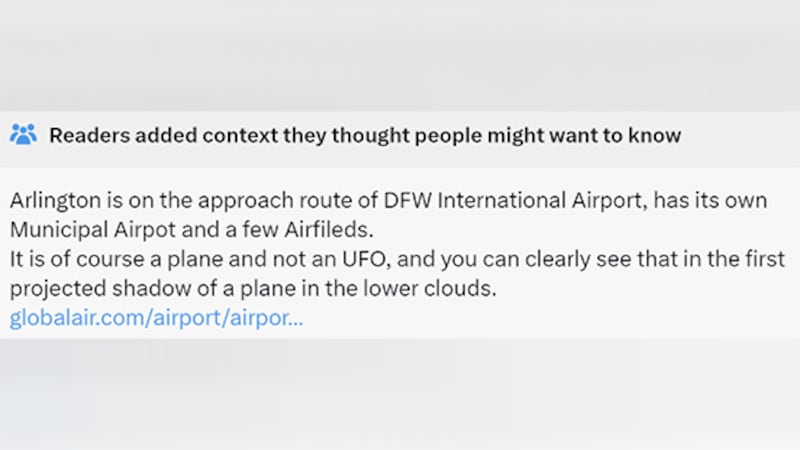 Readers added context they thought people might want to know
Arlington is on the approach route of DFW International Airport, has its own
Municipal Airpot and a few Airfileds.
It is of course a plane and not an UFO, and you can clearly see that in the first
projected shadow of a plane in the lower clouds.
globalair.com/airport/airpor...